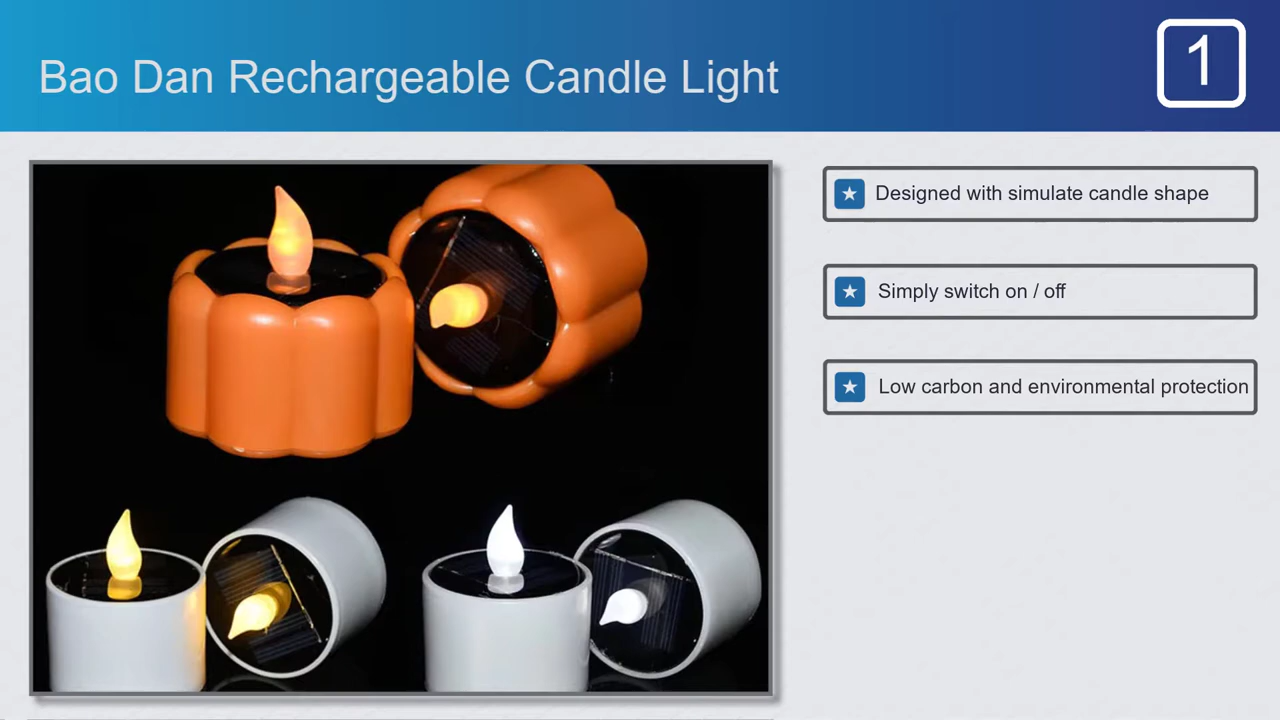 Bao Dan Rechargeable Candle Light
1
Designed with simulate candle shape
Simply switch on / off
Low carbon and environmental protection